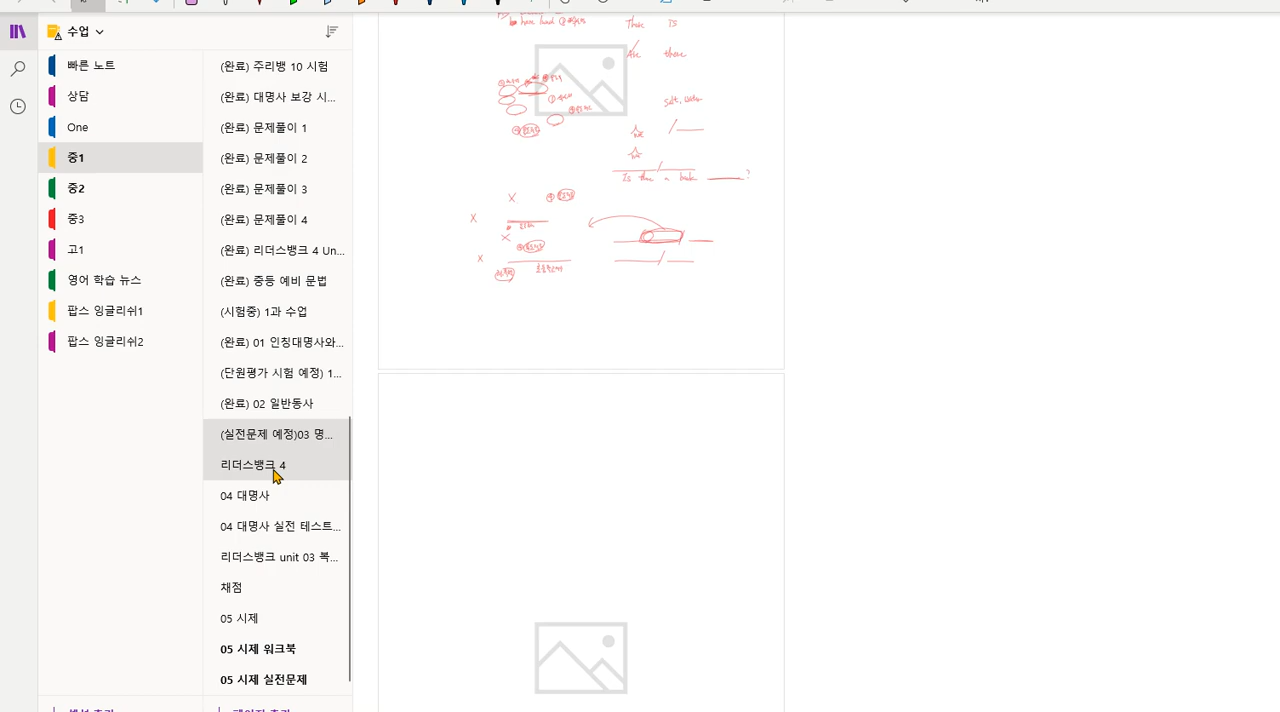 수업
빠른 노트
상담
One
중1
중2
중3
고1
영어 학습 뉴스
팝스 잉글리쉬1
팝스 잉글리쉬2
(완료) 주리뱅 10 시험
(완료) 대명사 보강 시...
(완료) 문제풀이 1
(완료) 문제풀이 2
(완료) 문제풀이 3
(완료) 문제풀이 4
(완료) 리더스뱅크 4 Un...
(완료) 중등 예비 문법
(시험중) 1과 수업
(완료) 01 인칭대명사와...
(단원평가 시험 예정) 1...
(완료) 02 일반동사
(실전문제 예정)03 명...
리더스뱅크 4
04 대명사
04 대명사 실전 테스트...
리더스뱅크 unit 03 복...
채점
05 시제
05 시제 워크북
05 시제 실전문제
have had
There is
Are there
Salt, water
Is there a book ?